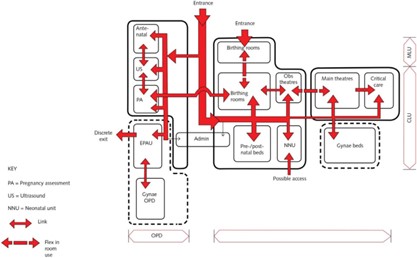 Entrance
Entrance
Ante-
natal
US
PA
Birthing rooms
Birthing
rooms
Obs
theatres
Main theatres
Critical
care
Discrete
exit
EPAU
Admin
Pre-/post-
natal beds
NNU
Gynae beds
Gynae
OPD
Possible access
MLU
CLU
KEY
PA = Pregnancy assessment
US = Ultrasound
NNU = Neonatal unit
Link
Flex in
room
use
OPD